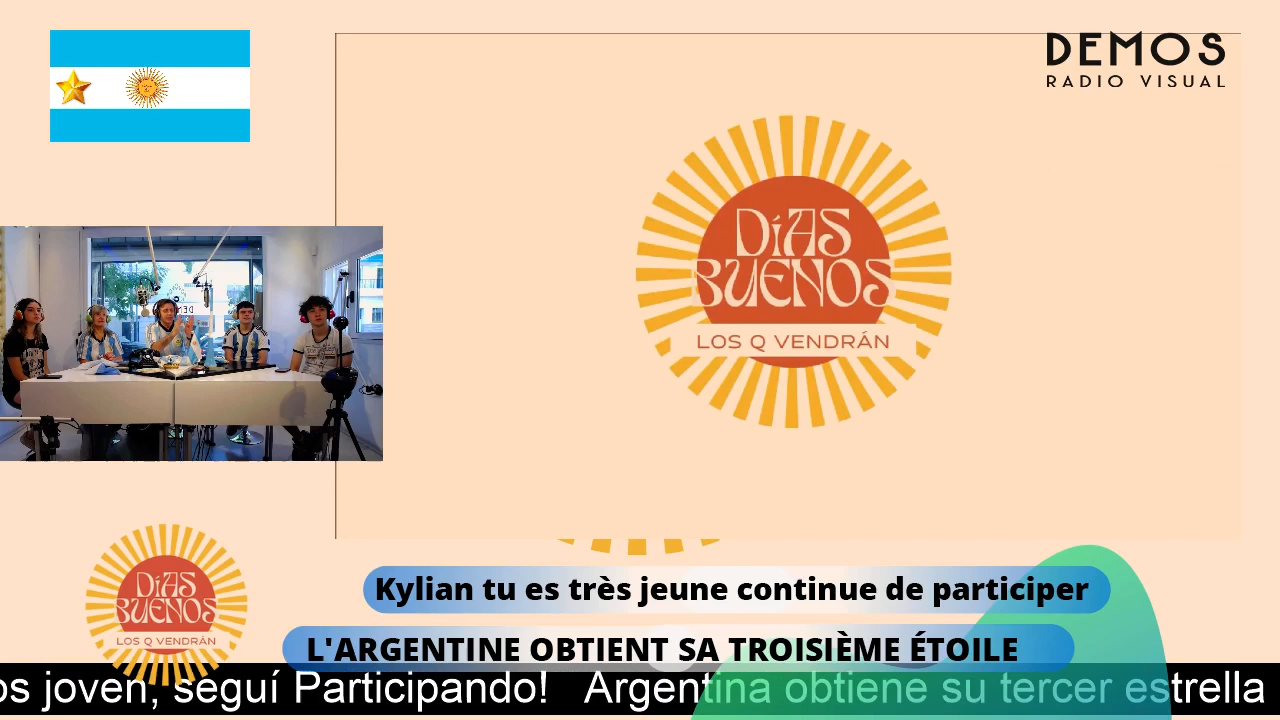 DEMOS
RADIO VISUAL
DíAS
BUENOS
LOS Q VENDRÁN
DíAS
BUENOS
LOS Q VENDRÁN
Kylian tu es très jeune continue de participer
L'ARGENTINE OBTIENT SA TROISIÈME ÉTOILE
os joven, seguí Participando! Argentina obtiene su tercer estrella